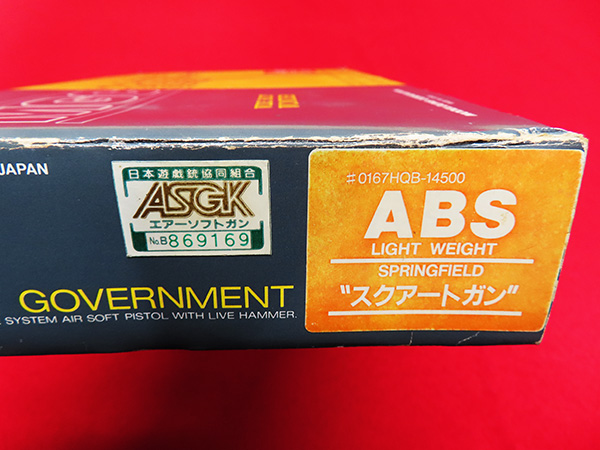 JAPAN
日本遊戯銃協同組合
ASGK
エアーソフトガン
No.B869169
GOVERNMENT
SYSTEM AIR SOFT PISTOL WITH LIVE HAMMER.
#0167HQB-14500
ABS
LIGHT WEIGHT
SPRINGFIELD
"スクアートガン"